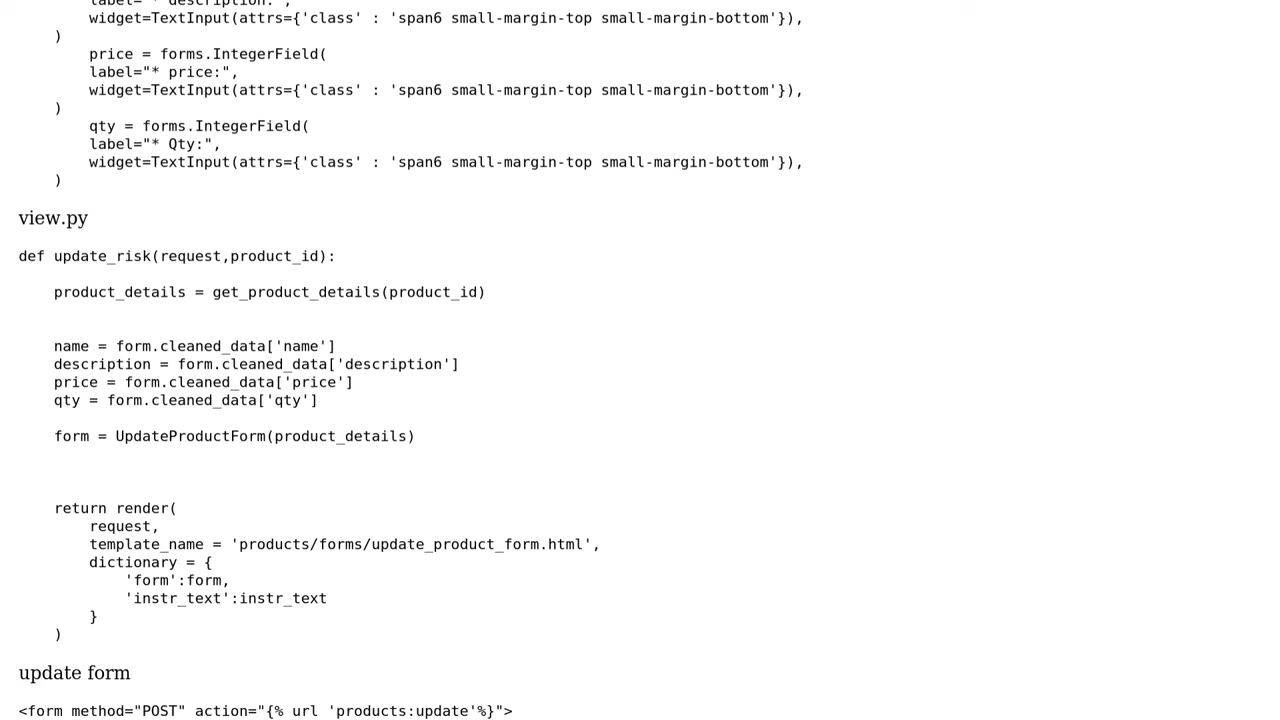 label="* description:",
        widget=TextInput(attrs={'class' : 'span6 small-margin-top small-margin-bottom'}),
    )
        price = forms.IntegerField(
        label="* price:",
        widget=TextInput(attrs={'class' : 'span6 small-margin-top small-margin-bottom'}),
    )
        qty = forms.IntegerField(
        label="* Qty:",
        widget=TextInput(attrs={'class' : 'span6 small-margin-top small-margin-bottom'}),
    )
view.py
def update_risk(request,product_id):
    product_details = get_product_details(product_id)
    name = form.cleaned_data['name']
    description = form.cleaned_data['description']
    price = form.cleaned_data['price']
    qty = form.cleaned_data['qty']
    form = UpdateProductForm(product_details)
    return render(
        request,
        template_name = 'products/forms/update_product_form.html',
        dictionary = {
            'form':form,
            'instr_text':instr_text
        }
    )
update form
<form method="POST" action="{% url 'products:update'%}">